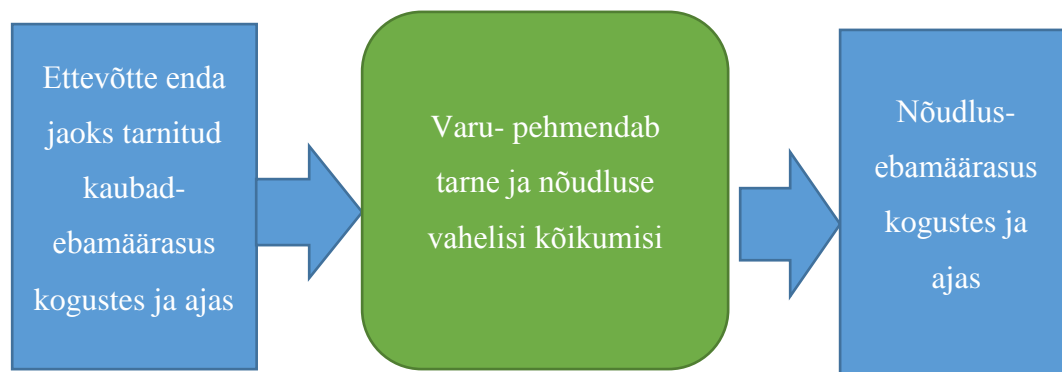 Ettevõtte enda
jaoks tarnitud
kaubad-
ebamäärasus
kogustes ja ajas
Varu- pehmendab
tarne ja nõudluse
vahelisi kõikumisi
Nõudlus-
ebamäärasus
kogustes ja
ajas